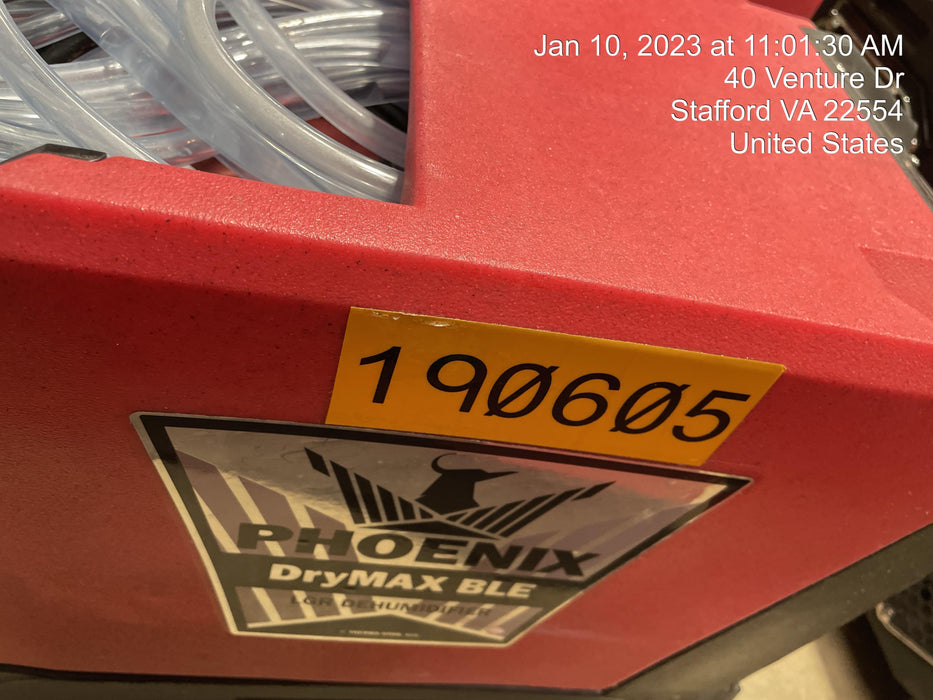 Jan 10, 2023 at 11:01:30 AM
40 Venture Dr
Stafford VA 22554
United States
190605
PHOENIX
DryMAX BLE
LGR DEHUMIDIFIER